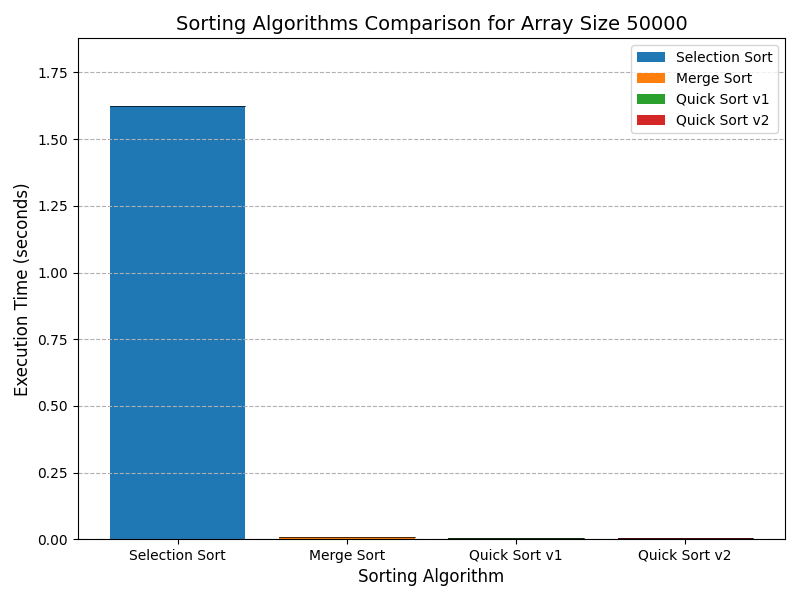 Sorting Algorithms Comparison for Array Size 50000
Selection Sort
Merge Sort
Quick Sort v1
Quick Sort v2
Execution Time (seconds)
1.75
1.50
1.25
1.00
0.75
0.50
0.25
0.00
Selection Sort
Merge Sort
Quick Sort v1
Quick Sort v2
Sorting Algorithm